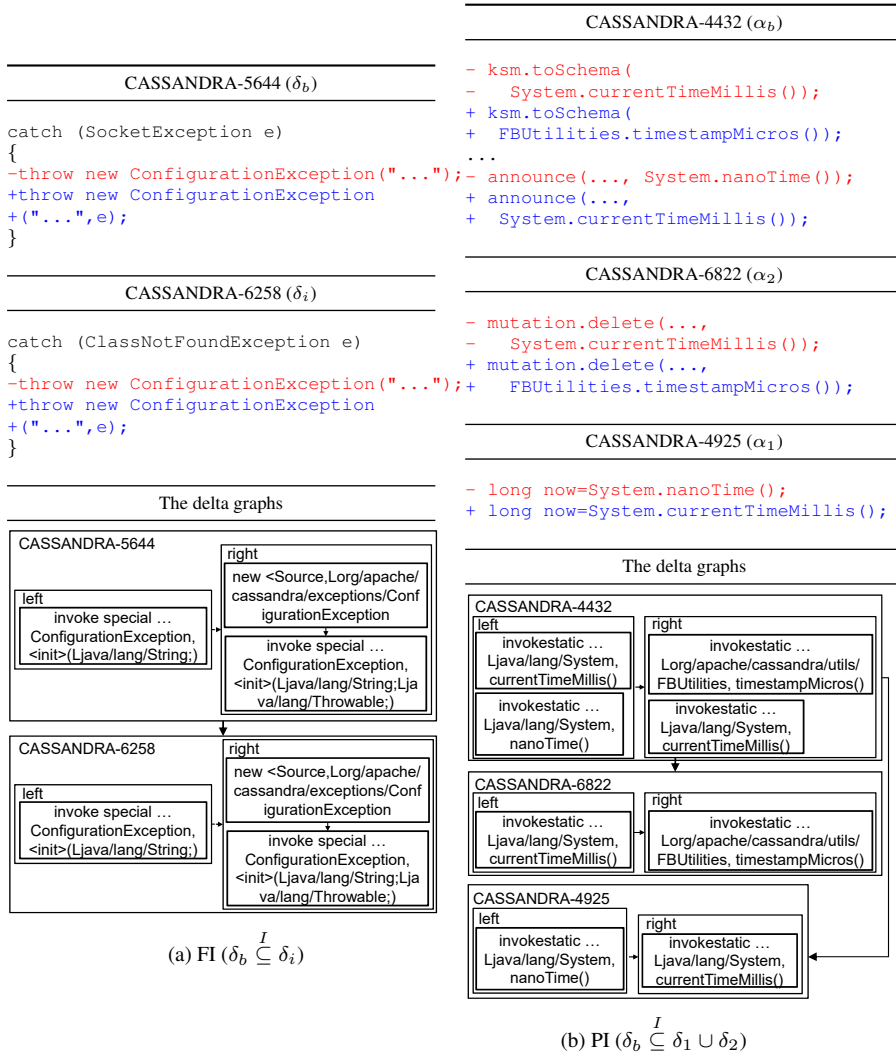 CASSANDRA-5644 (δb)
catch (SocketException e)
{
-throw new ConfigurationException("...");
+throw new ConfigurationException
+("...",e);
}
CASSANDRA-6258 (δi)
catch (ClassNotFoundException e)
{
-throw new ConfigurationException("...");
+throw new ConfigurationException
+("...",e);
}
The delta graphs
CASSANDRA-5644
left
invoke special ...
ConfigurationException,
<init>(Ljava/lang/String;)
right
new <Source,Lorg/apache/
cassandra/exceptions/Conf
igurationException
invoke special ...
ConfigurationException,
<init>(Ljava/lang/String;Lja
va/lang/Throwable;)
CASSANDRA-6258
left
invoke special ...
ConfigurationException,
<init>(Ljava/lang/String;)
right
new <Source,Lorg/apache/
cassandra/exceptions/Conf
igurationException
invoke special ...
ConfigurationException,
<init>(Ljava/lang/String;Lja
va/lang/Throwable;)
(a) FI (δb ⊆I δi)
CASSANDRA-4432 (αb)
- ksm.toSchema(
-   System.currentTimeMillis());
+ ksm.toSchema(
+  FBUtilities.timestampMicros());
...
- announce(..., System.nanoTime());
+ announce(...,
+  System.currentTimeMillis());
CASSANDRA-6822 (α2)
- mutation.delete(...,
-   System.currentTimeMillis());
+ mutation.delete(...,
+   FBUtilities.timestampMicros());
CASSANDRA-4925 (α1)
- long now=System.nanoTime();
+ long now=System.currentTimeMillis();
The delta graphs
CASSANDRA-4432
left
invokestatic ...
Ljava/lang/System,
currentTimeMillis()
invokestatic ...
Ljava/lang/System,
nanoTime()
right
invokestatic ...
Lorg/apache/cassandra/utils/
FBUtilities, timestampMicros()
invokestatic ...
Ljava/lang/System,
currentTimeMillis()
CASSANDRA-6822
left
invokestatic ...
Ljava/lang/System,
currentTimeMillis()
right
invokestatic ...
Lorg/apache/cassandra/utils/
FBUtilities, timestampMicros()
CASSANDRA-4925
left
invokestatic ...
Ljava/lang/System,
nanoTime()
right
invokestatic ...
Ljava/lang/System,
currentTimeMillis()
(b) PI (δb ⊆I δ1 ∪ δ2)